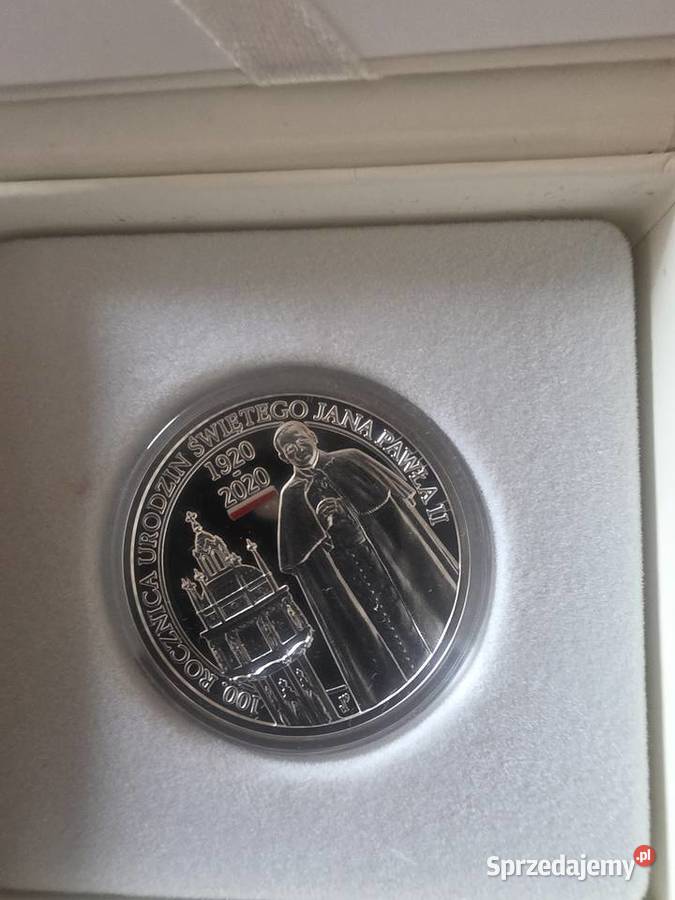 100. ROCZNICA URODZIN ŚWIĘTEGO JANA PAWŁA II
1920
-
2020
Sprzedajemy.pl